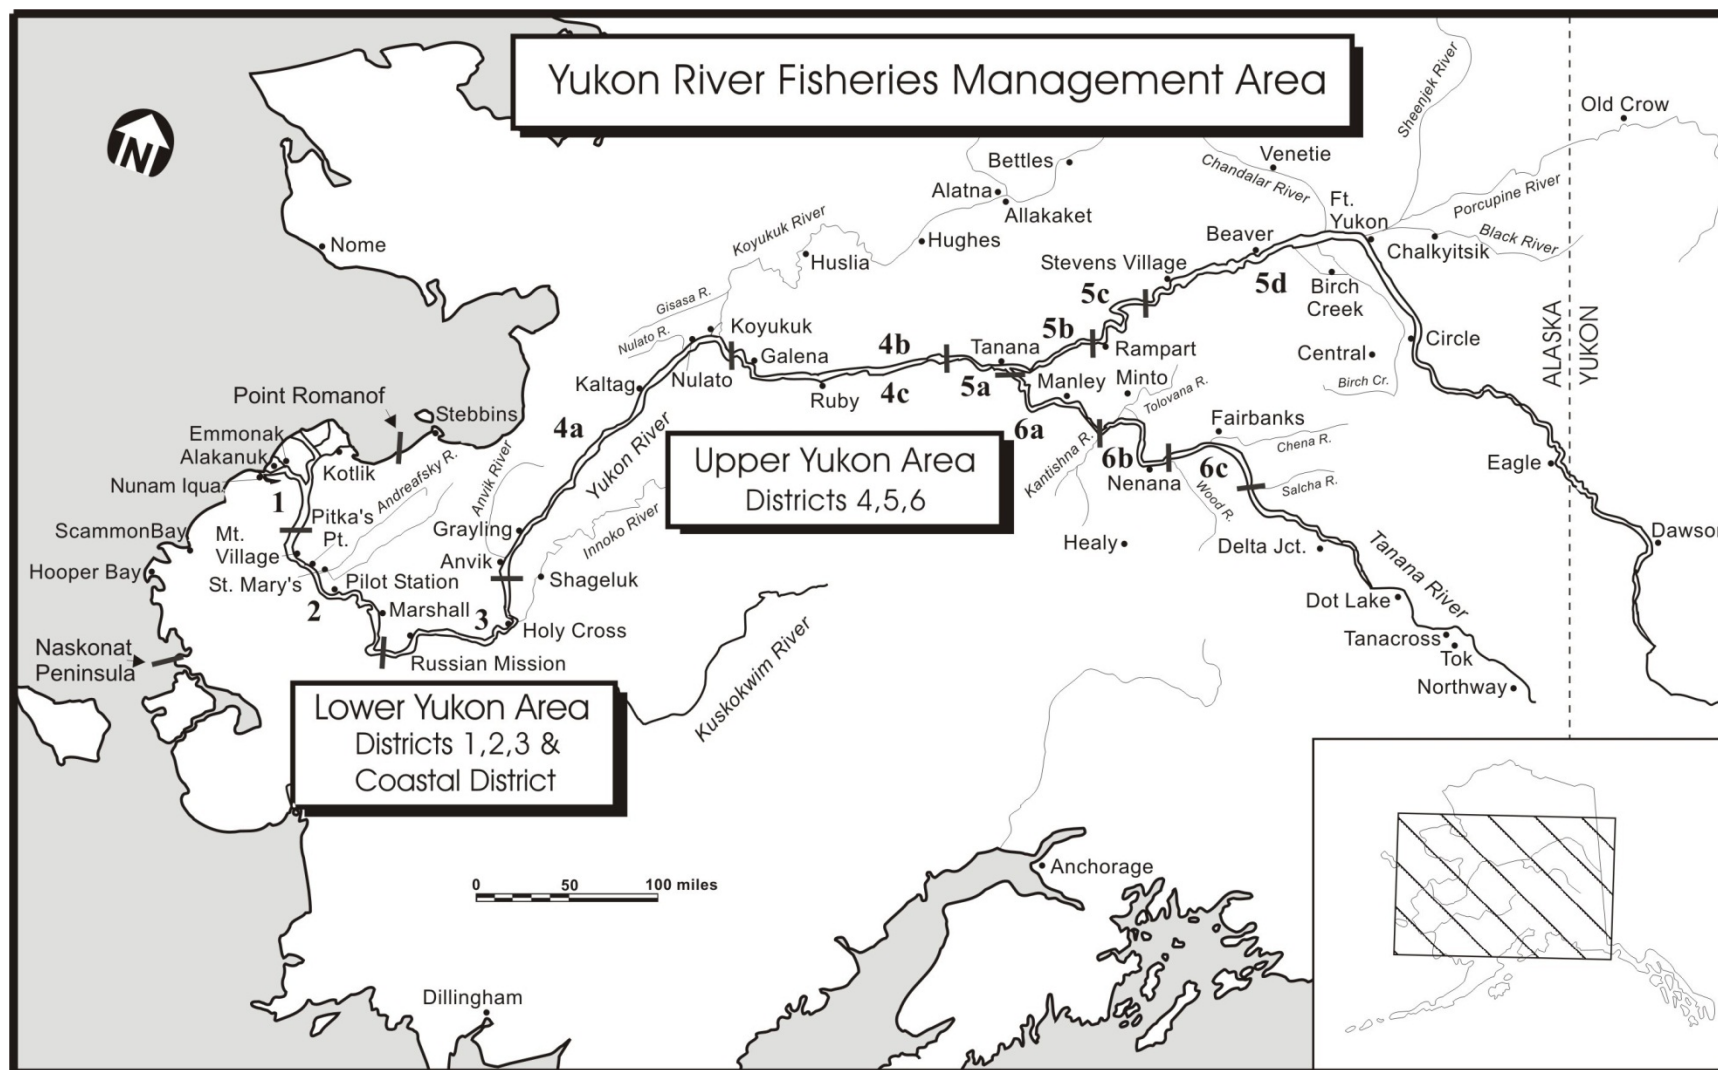 Yukon River Fisheries Management Area
N
Nome
Bettles
Alatna
Allakaket
Hughes
Koyukuk River
Huslia
Gisasa R.
Nulato R.
Koyukuk
Nulato
Galena
Kaltag
4a
4b
4c
Ruby
Yukon River
Venetie
Chandalar River
Sheenjek River
Old Crow
Porcupine River
Black River
Ft.
Yukon
Chalkyitsik
Beaver
Stevens Village
5d
5c
5b
5a
Birch
Creek
Circle
Central
Birch Cr.
Rampart
Tanana
Manley
Minto
Tolovana R.
6a
Kantishna R.
6b
Nenana
Fairbanks
Chena R.
6c
Salcha R.
Wood R.
Healy
Delta Jct.
Tanana River
Dot Lake
Tanacross
Tok
Northway
Eagle
Dawson
ALASKA
YUKON
Upper Yukon Area
Districts 4,5,6
Point Romanof
Stebbins
Emmonak
Alakanuk
Kotlik
Nunam Iqua
1
Andreafsky R.
Anvik River
Pitka's
Pt.
ScammonBay
Mt.
Village
Hooper Bay
St. Mary's
Pilot Station
2
Marshall
Grayling
Anvik
Innoko River
Shageluk
3
Holy Cross
Russian Mission
Naskonat
Peninsula
Kuskokwim River
Lower Yukon Area
Districts 1,2,3 &
Coastal District
0 50 100 miles
Anchorage
Dillingham